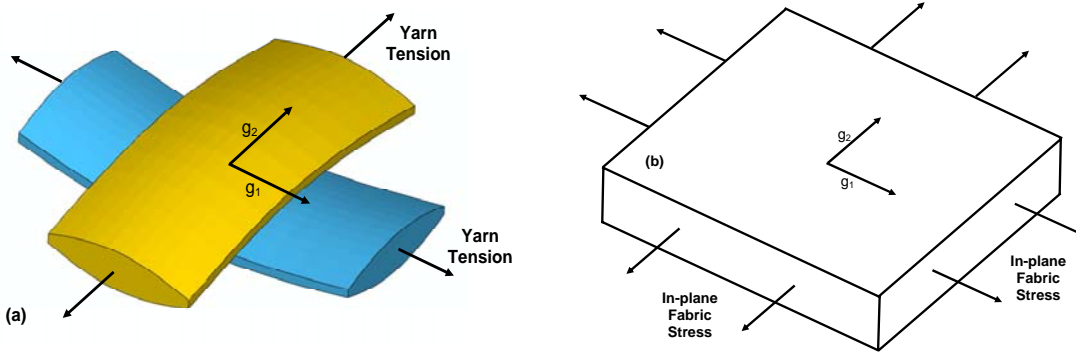 Yarn
Tension
g2
g1
Yarn
Tension
(a)
g2
g1
(b)
In-plane
Fabric
Stress
In-plane
Fabric
Stress